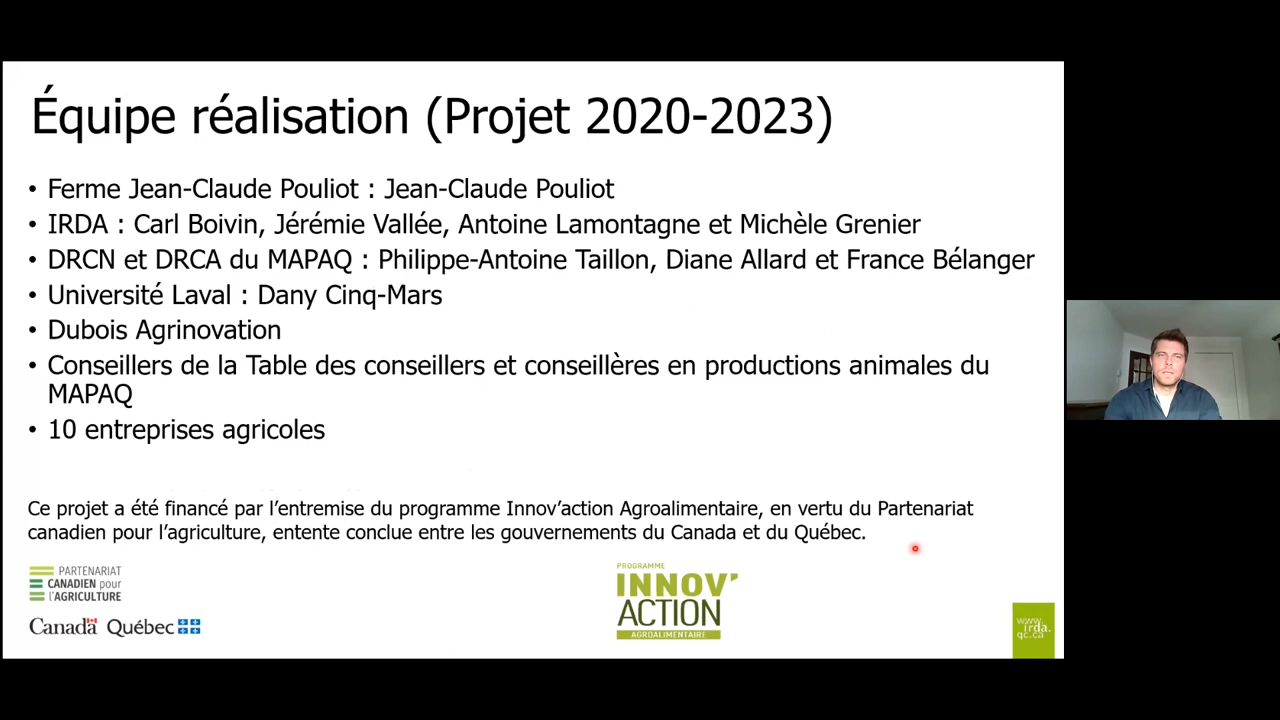 Équipe réalisation (Projet 2020-2023)
• Ferme Jean-Claude Pouliot : Jean-Claude Pouliot
• IRDA : Carl Boivin, Jérémie Vallée, Antoine Lamontagne et Michèle Grenier
• DRCN et DRCA du MAPAQ : Philippe-Antoine Taillon, Diane Allard et France Bélanger
• Université Laval : Dany Cinq-Mars
• Dubois Agrinovation
• Conseillers de la Table des conseillers et conseillères en productions animales du
MAPAQ
• 10 entreprises agricoles
Ce projet a été financé par l'entremise du programme Innov'action Agroalimentaire, en vertu du Partenariat
canadien pour l'agriculture, entente conclue entre les gouvernements du Canada et du Québec.
PARTENARIAT
CANADIEN pour
l'AGRICULTURE
Canada Québec
PROGRAMME
INNOV'
ACTION
AGROALIMENTAIRE
www.
irda.
qc.ca